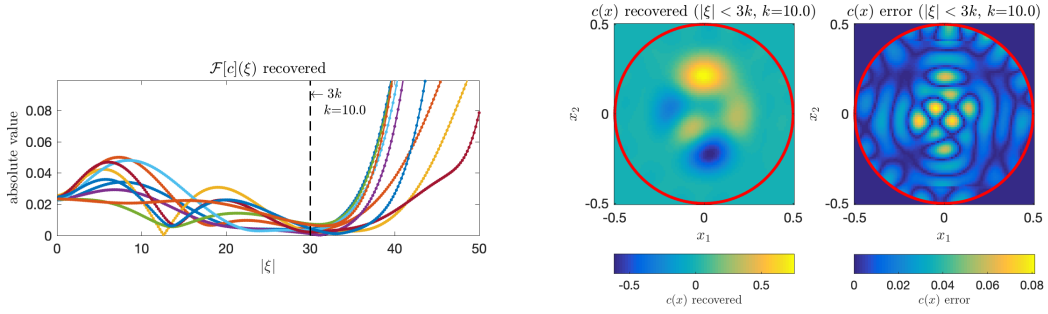 𝓕[c](ξ) recovered
0.08
0.06
0.04
0.02
0
absolute value
← 3k
k=10.0
0 10 20 30 40 50
|ξ|
c(x) recovered (|ξ| < 3k, k=10.0)
0.5
0
-0.5
x₂
-0.5 0 0.5
x₁
-0.5 0 0.5
c(x) recovered
c(x) error (|ξ| < 3k, k=10.0)
0.5
0
-0.5
x₂
-0.5 0 0.5
x₁
0 0.02 0.04 0.06 0.08
c(x) error